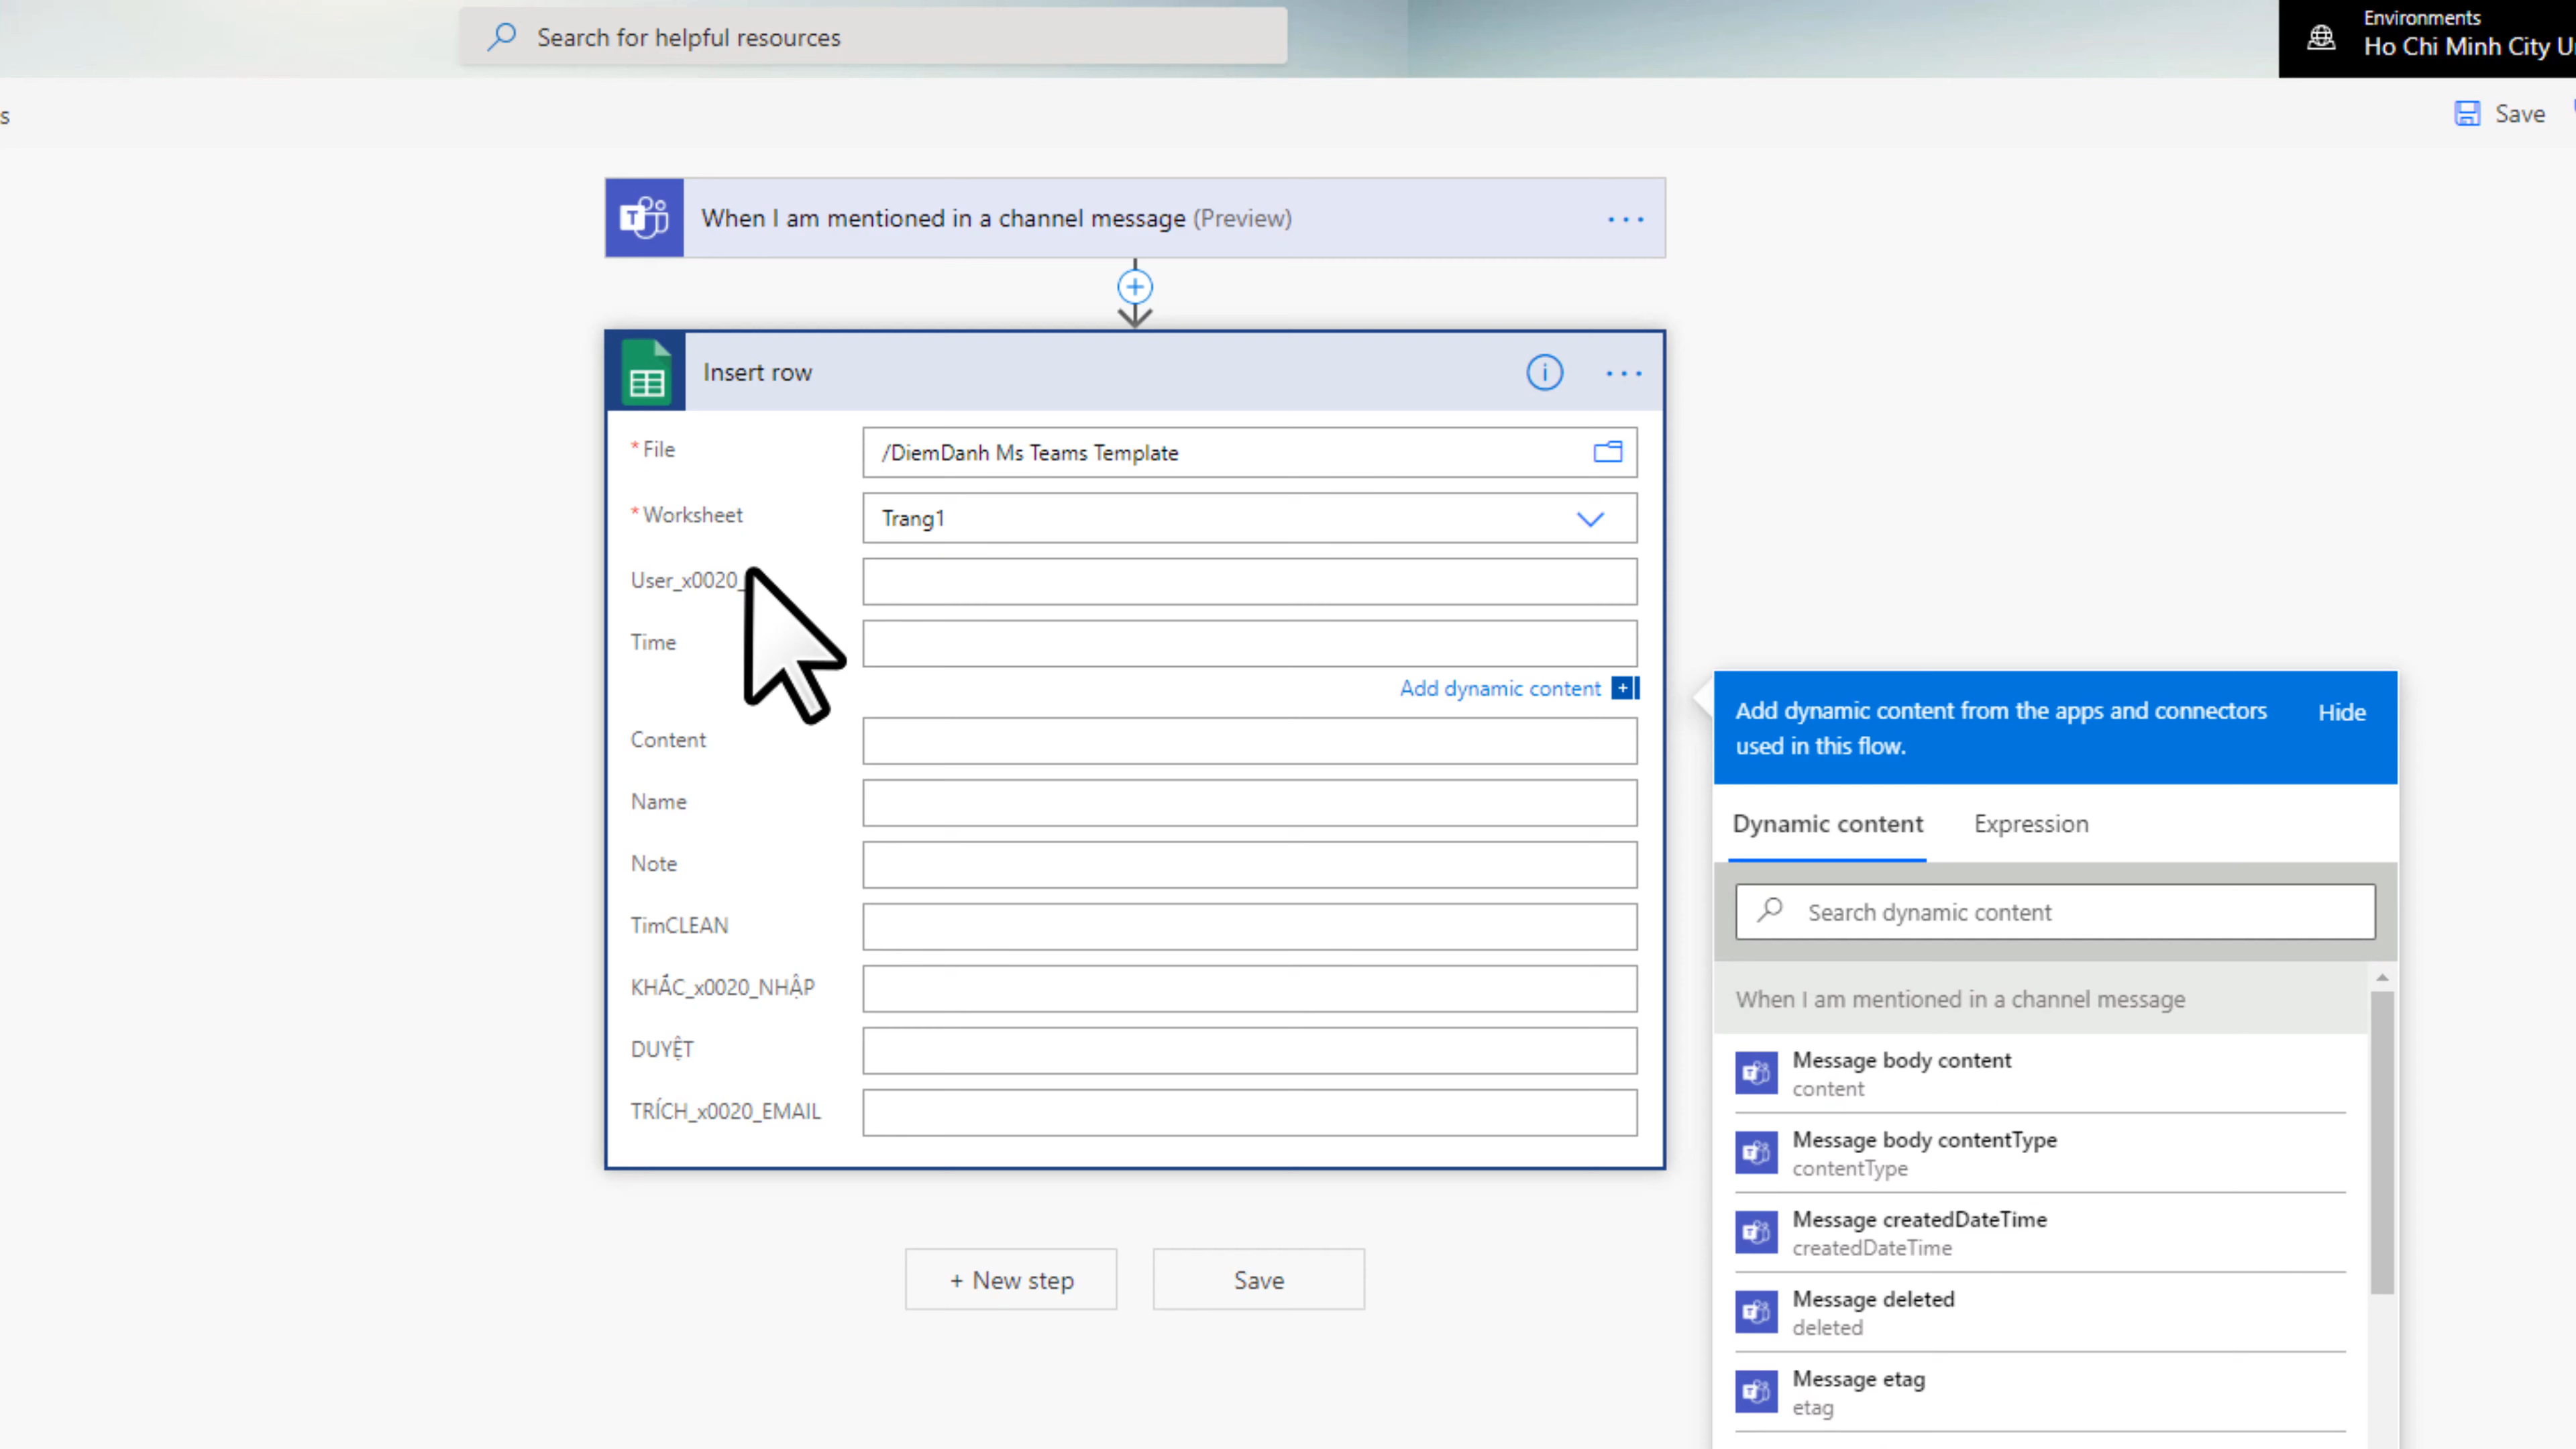 Search for helpful resources
Environments
Ho Chi Minh City
s
Save
When I am mentioned in a channel message (Preview)
Insert row
* File
/DiemDanh Ms Teams Template
* Worksheet
Trang1
User_x0020_
Time
Add dynamic content
Content
Name
Note
TimCLEAN
KHÁC_x0020_NHẬP
DUYỆT
TRÍCH_x0020_EMAIL
+ New step
Save
Add dynamic content from the apps and connectors
used in this flow.
Hide
Dynamic content
Expression
Search dynamic content
When I am mentioned in a channel message
Message body content
content
Message body contentType
contentType
Message createdDateTime
createdDateTime
Message deleted
deleted
Message etag
etag